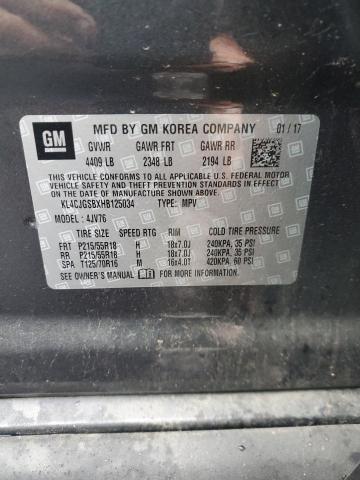 GM
MFD BY GM KOREA COMPANY 01/17
GVWR GAWR FRT GAWR RR
4409 LB 2348 LB 2194 LB
THIS VEHICLE CONFORMS TO ALL APPLICABLE U.S. FEDERAL MOTOR
VEHICLE SAFETY, BUMPER, AND THEFT PREVENTION STANDARDS
IN EFFECT ON THE DATE OF MANUFACTURE SHOWN ABOVE.
KL4CJGSBXHB125034 TYPE: MPV
MODEL: 4JV76
TIRE SIZE SPEED RTG RIM COLD TIRE PRESSURE
FRT P215/55R18 H 18x7.0J 240KPA, 35 PSI
RR P215/55R18 H 18x7.0J 240KPA, 35 PSI
SPA T125/70R16 M 16x4.0T 420KPA, 60 PSI
SEE OWNER'S MANUAL FOR ADDITIONAL INFORMATION